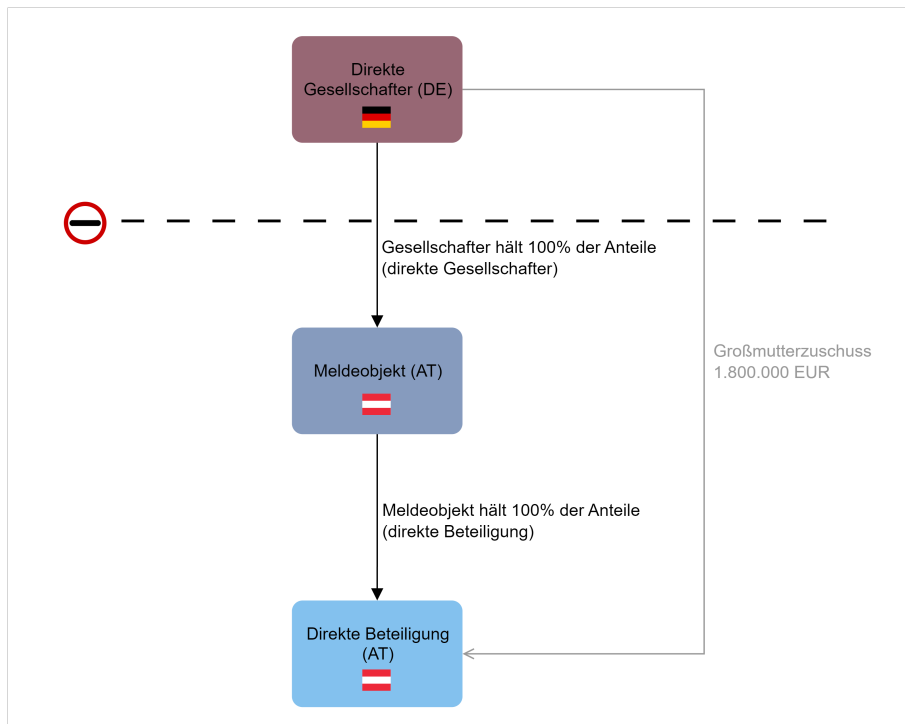 Direkte
Gesellschafter (DE)
Gesellschafter hält 100% der Anteile
(direkte Gesellschafter)
Großmutterzuschuss
1.800.000 EUR
Meldeobjekt (AT)
Meldeobjekt hält 100% der Anteile
(direkte Beteiligung)
Direkte Beteiligung
(AT)